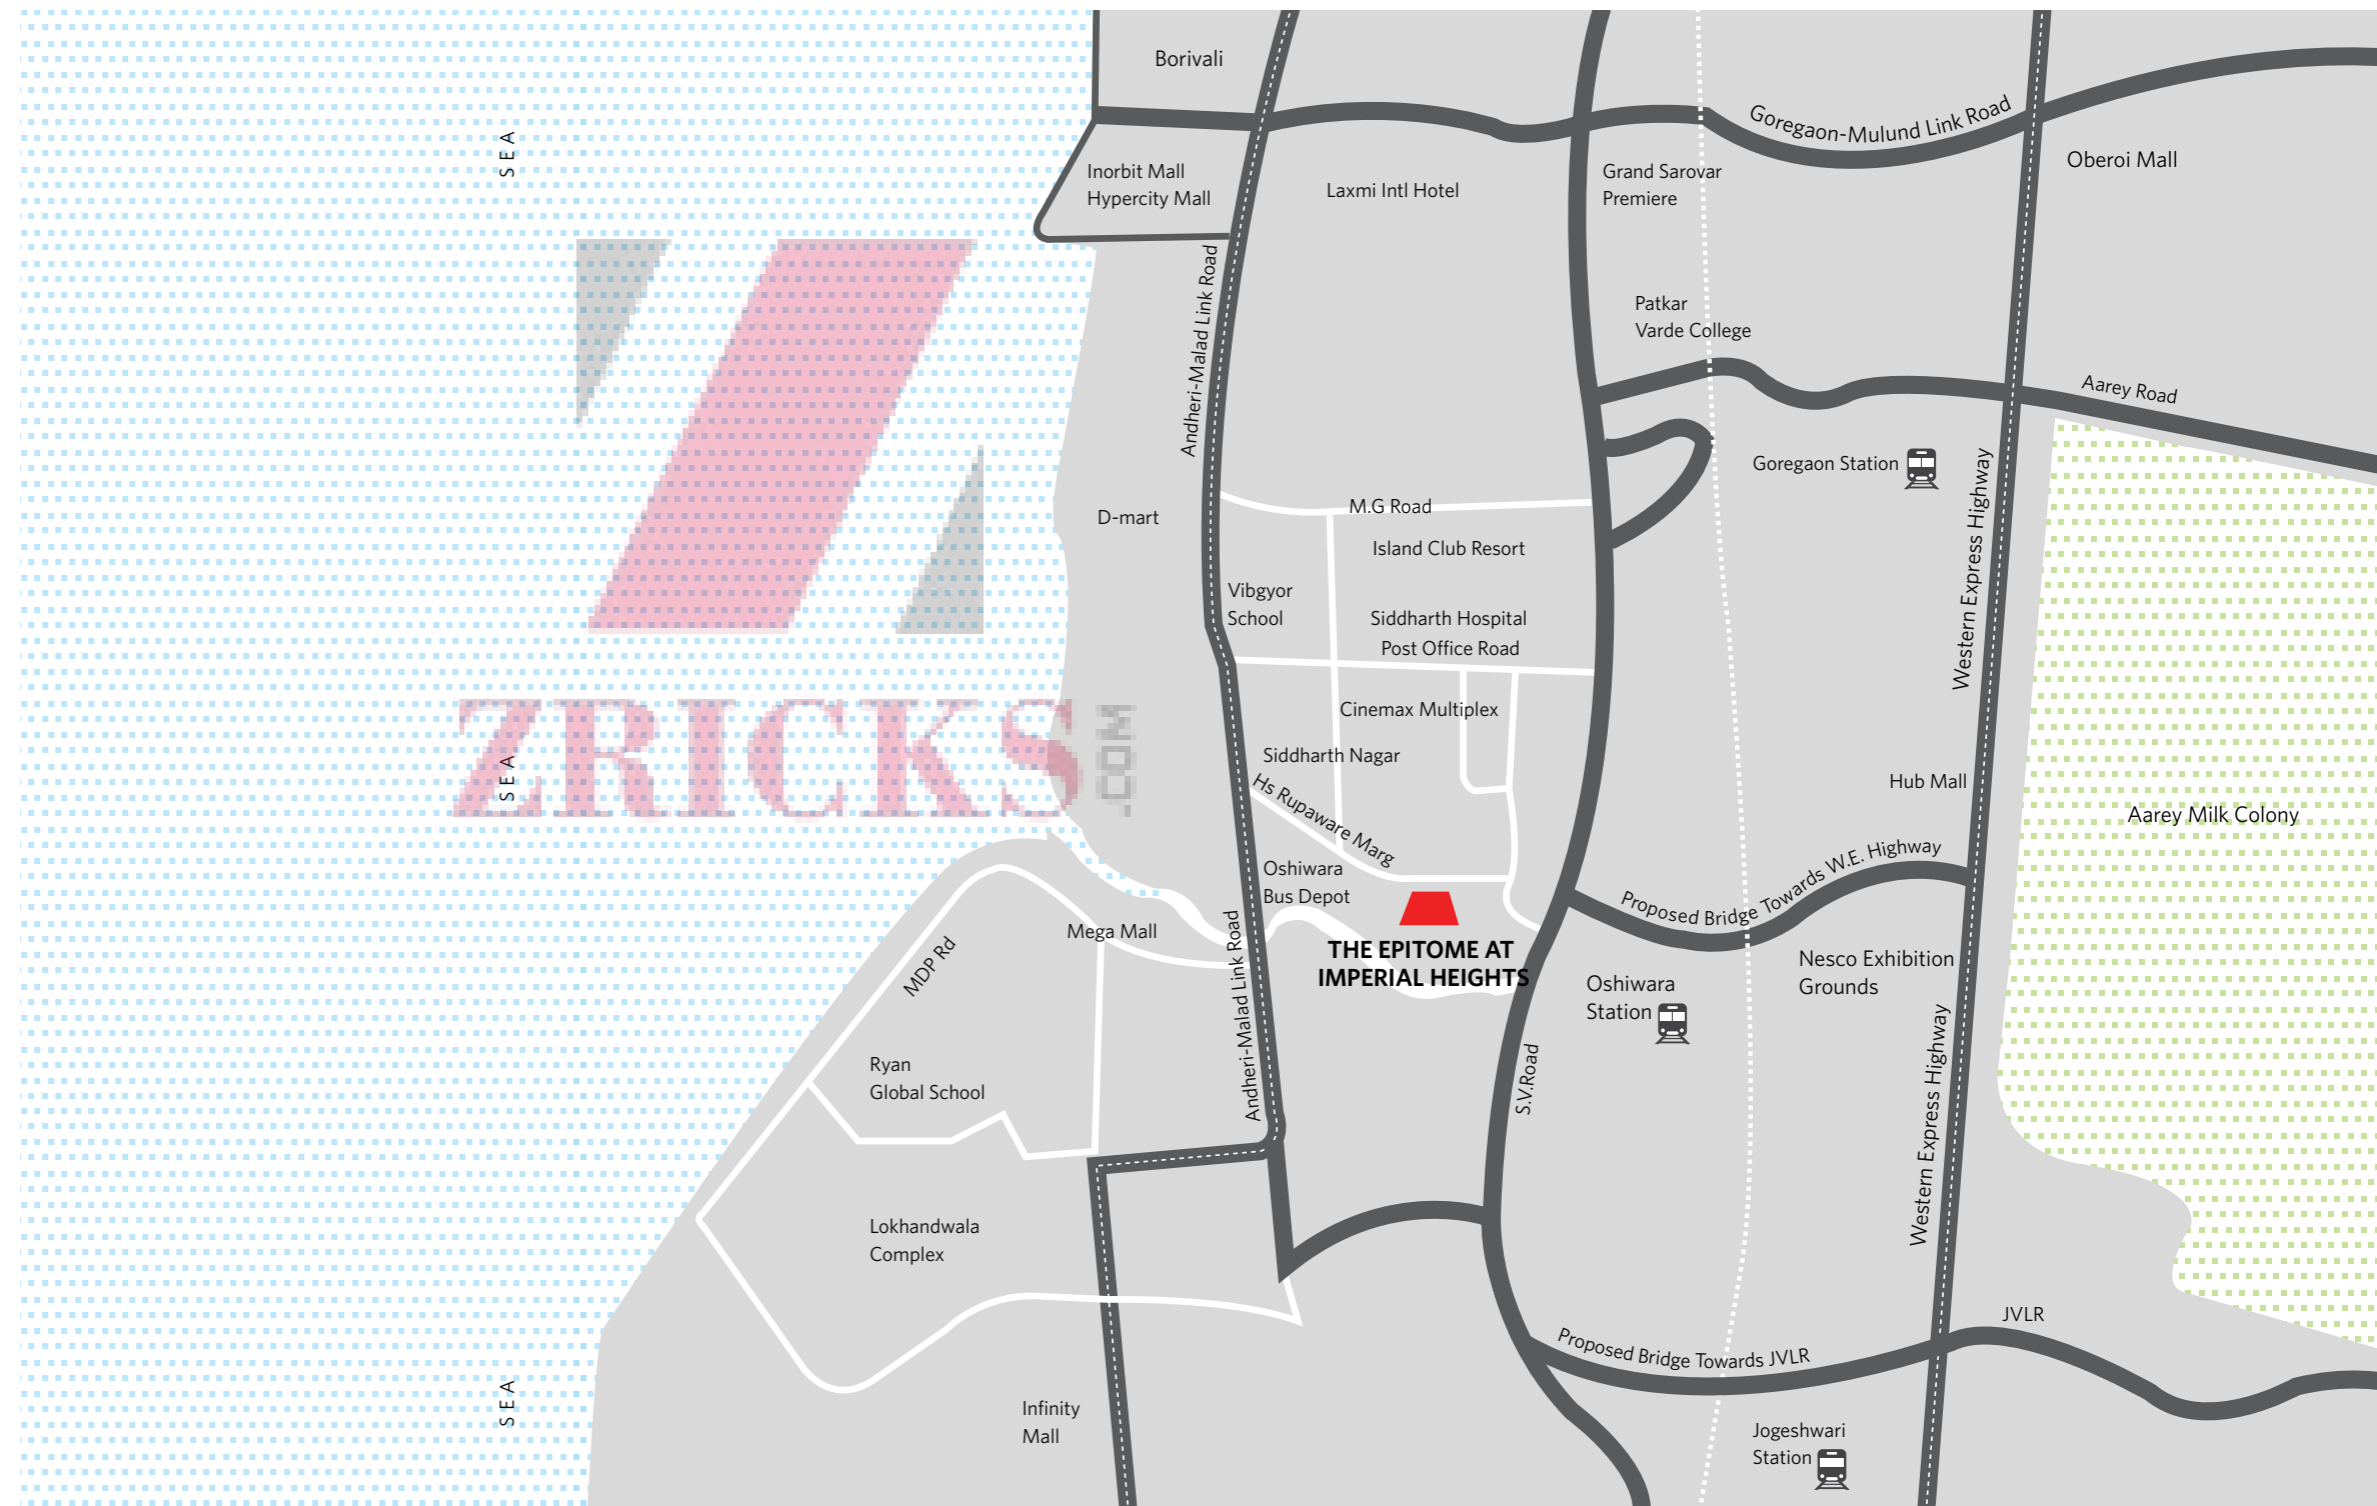 Borivali
SEA
Goregaon-Mulund Link Road
Oberoi Mall
Inorbit Mall
Hypercity Mall
Laxmi Intl Hotel
Grand Sarovar
Premiere
Andheri-Malad Link Road
Patkar
Varde College
Aarey Road
Goregaon Station
Western Express Highway
M.G Road
D-mart
Island Club Resort
Vibgyor
School
Siddharth Hospital
Post Office Road
ZRICKS
.COM
Cinemax Multiplex
Siddharth Nagar
SEA
Hs Rupaware Marg
Hub Mall
Aarey Milk Colony
Oshiwara
Bus Depot
Proposed Bridge Towards W.E. Highway
Mega Mall
MDP Rd
Andheri-Malad Link Road
THE EPITOME AT
IMPERIAL HEIGHTS
Nesco Exhibition
Grounds
Oshiwara
Station
S.V.Road
Western Express Highway
Ryan
Global School
Lokhandwala
Complex
JVLR
Proposed Bridge Towards JVLR
SEA
Infinity
Mall
Jogeshwari
Station